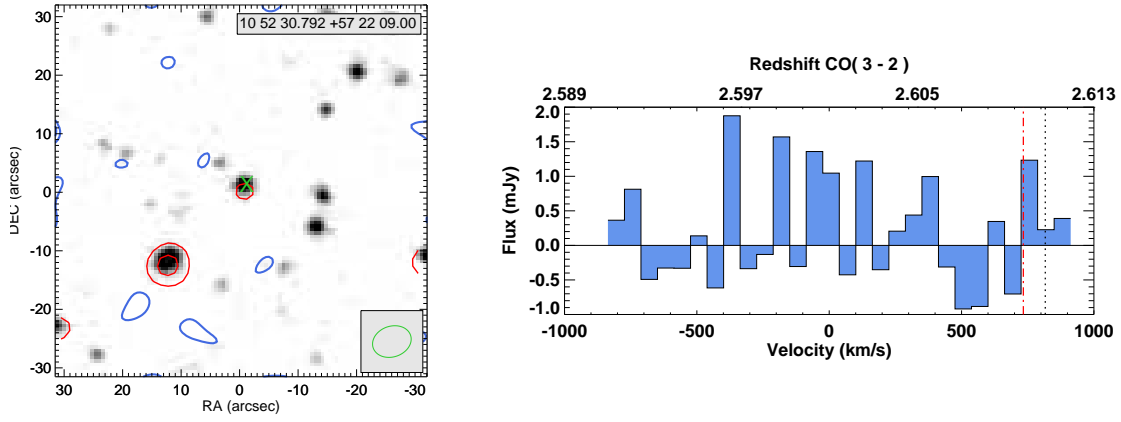 10 52 30.792 +57 22 09.00
30
20
10
0
-10
-20
-30
DEC (arcsec)
30 20 10 0 -10 -20 -30
RA (arcsec)
Redshift CO( 3 - 2 )
2.589 2.597 2.605 2.613
2.0
1.5
1.0
0.5
0.0
-0.5
-1.0
Flux (mJy)
-1000 -500 0 500 1000
Velocity (km/s)